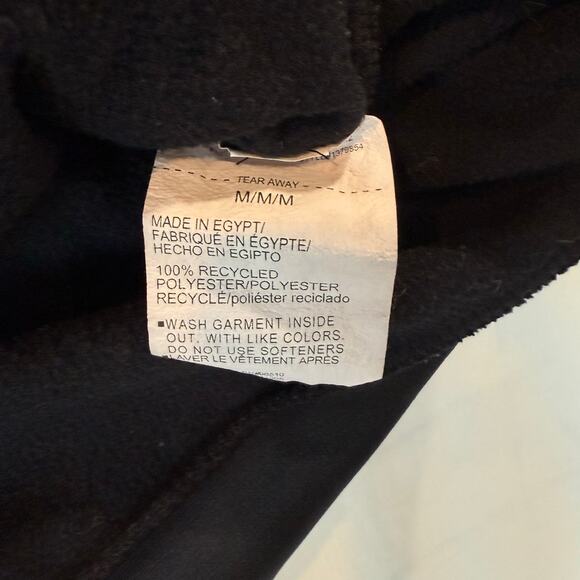 1379854
TEAR AWAY
M/M/M
MADE IN EGYPT/
FABRIQUÉ EN ÉGYPTE/
HECHO EN EGIPTO
100% RECYCLED
POLYESTER/POLYESTER
RECYCLÉ/poliéster reciclado
▪WASH GARMENT INSIDE
OUT, WITH LIKE COLORS.
DO NOT USE SOFTENERS
▪LAVER LE VÊTEMENT APRÈS